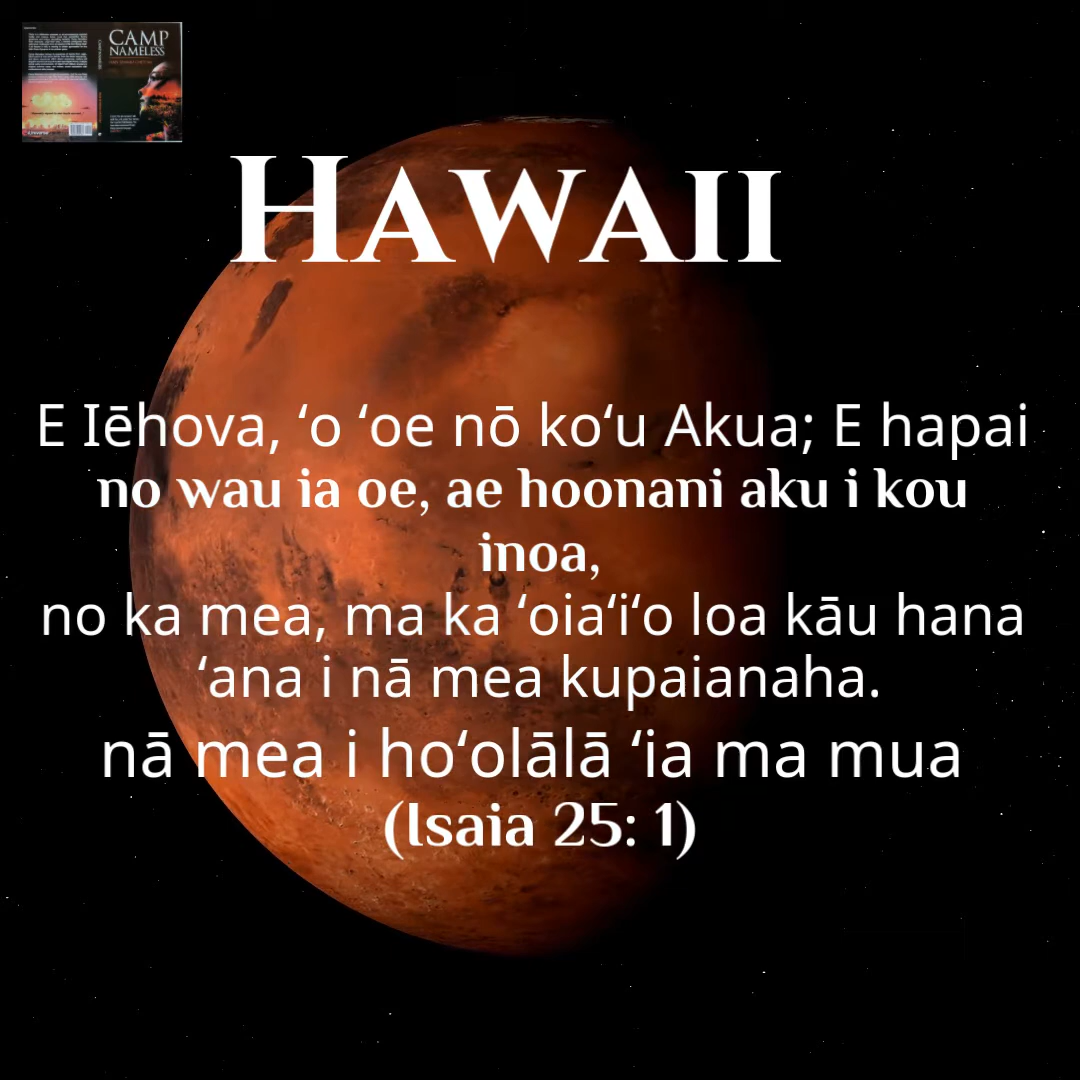 CAMP
NAMELESS
HAWAII
E Iēhova, ʻo ʻoe nō koʻu Akua; E hapai
no wau ia oe, ae hoonani aku i kou
inoa,
no ka mea, ma ka ʻoiaʻiʻo loa kāu hana
ʻana i nā mea kupaianaha.
nā mea i hoʻolālā ʻia ma mua
(Isaia 25: 1)